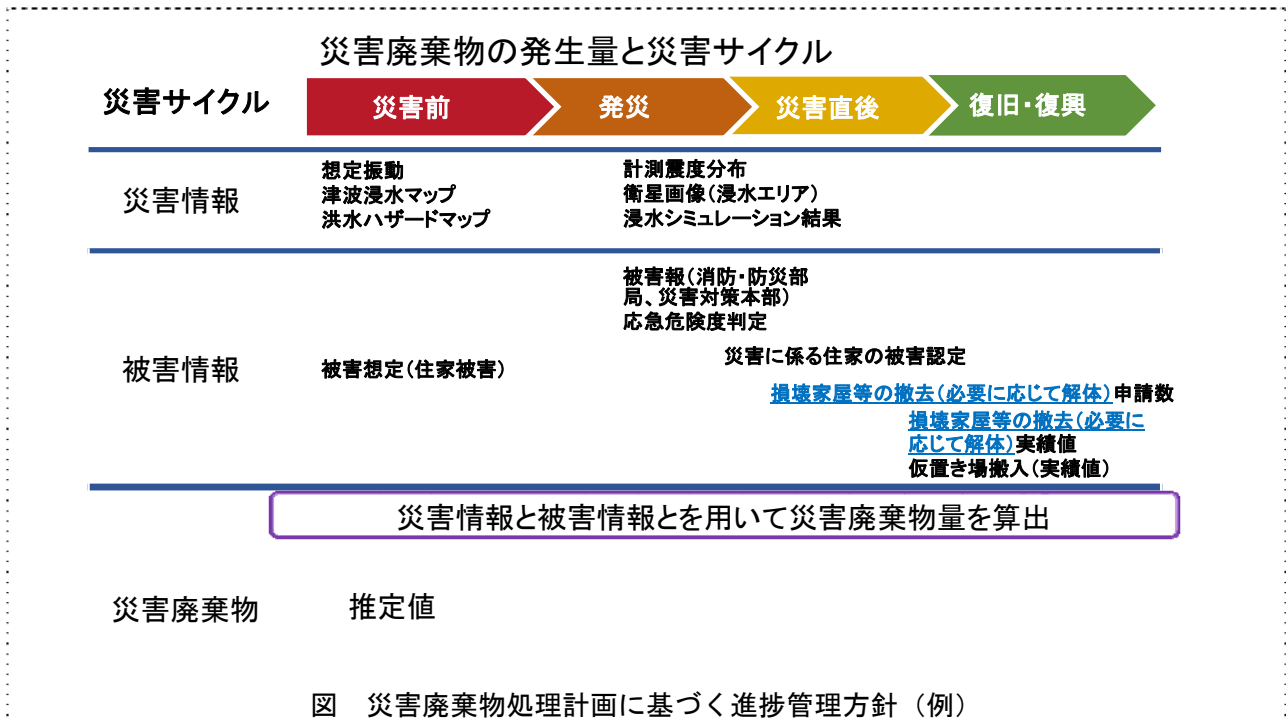 災害廃棄物の発生量と災害サイクル
災害サイクル
災害前
発災
災害直後
復旧・復興
災害情報
想定振動
津波浸水マップ
洪水ハザードマップ
計測震度分布
衛星画像(浸水エリア)
浸水シミュレーション結果
被害情報
被害想定(住家被害)
被害報(消防・防災部
局、災害対策本部)
応急危険度判定
災害に係る住家の被害認定
損壊家屋等の撤去(必要に応じて解体)申請数
損壊家屋等の撤去(必要に
応じて解体)実績値
仮置き場搬入(実績値)
災害情報と被害情報とを用いて災害廃棄物量を算出
災害廃棄物
推定値
図 災害廃棄物処理計画に基づく進捗管理方針(例)